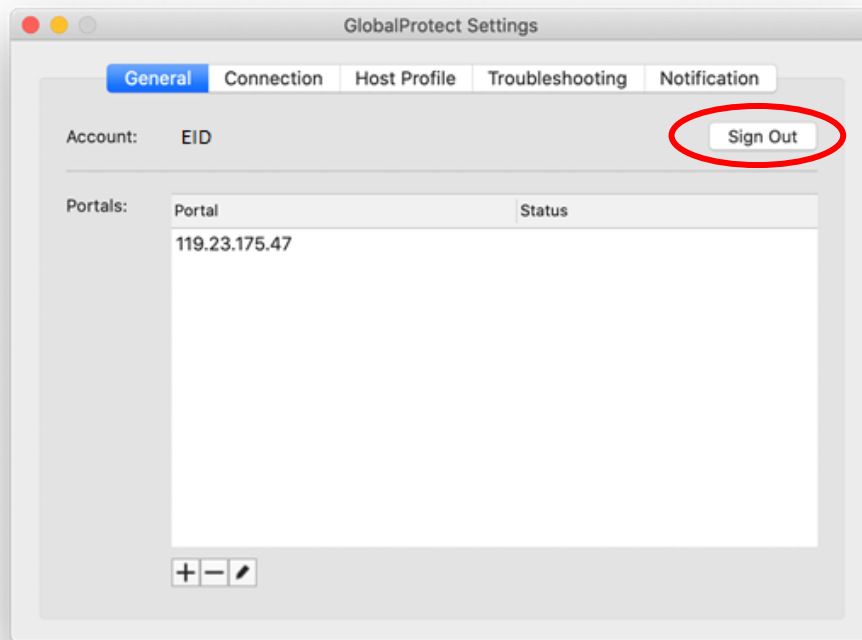 GlobalProtect Settings
General Connection Host Profile Troubleshooting Notification
Account: EID Sign Out
Portals: Portal Status
119.23.175.47